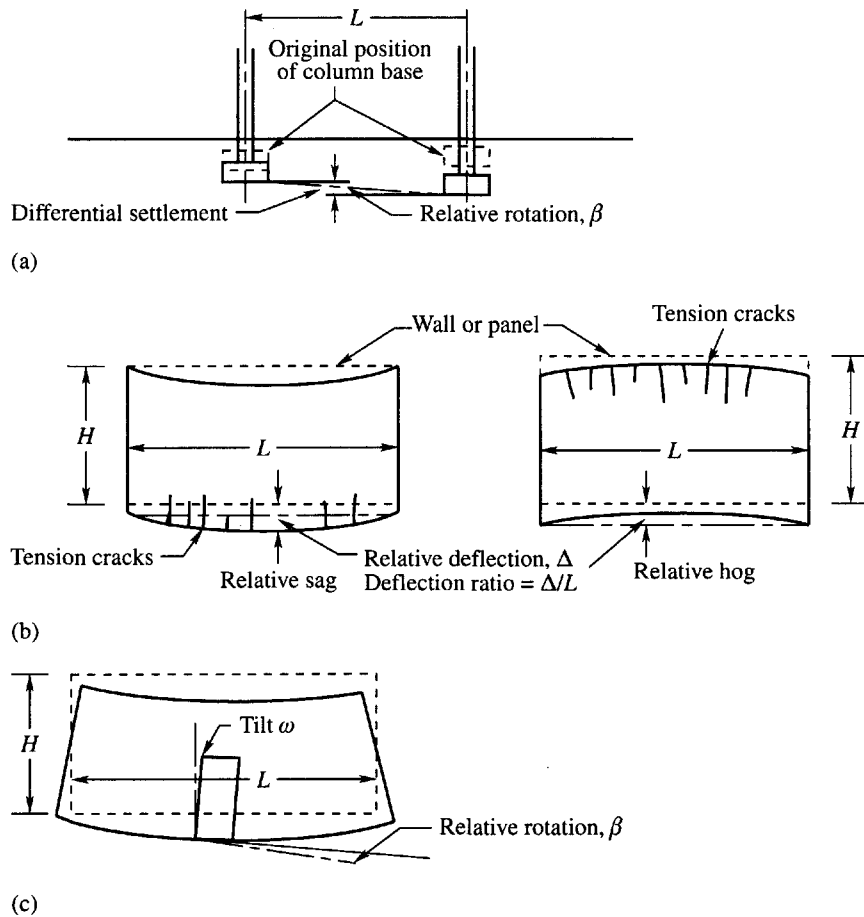 L
Original position
of column base
Differential settlement
Relative rotation, β
(a)
Wall or panel
Tension cracks
H
L
L
H
Tension cracks
Relative sag
Relative deflection, Δ
Deflection ratio = Δ/L
Relative hog
(b)
H
Tilt ω
L
Relative rotation, β
(c)